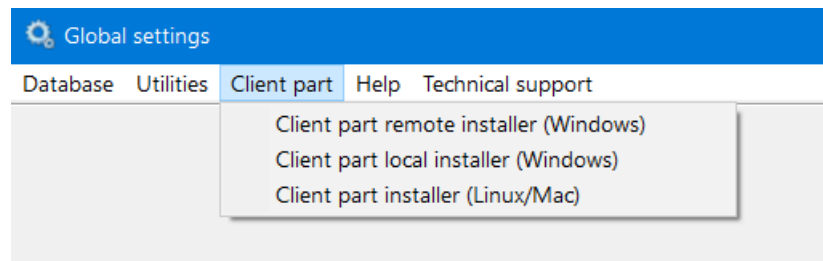 Global settings
Database Utilities Client part Help Technical support
Client part remote installer (Windows)
Client part local installer (Windows)
Client part installer (Linux/Mac)